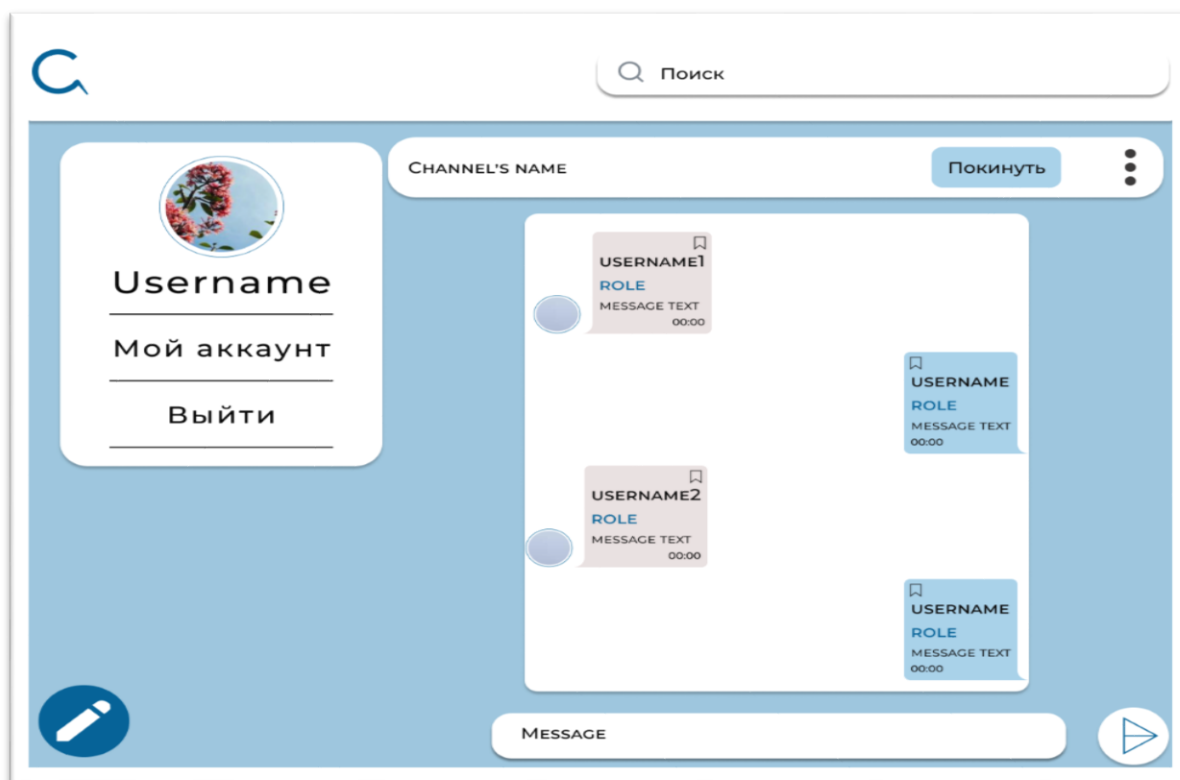 Поиск
Username
Мой аккаунт
Выйти
CHANNEL'S NAME
Покинуть
USERNAME1
ROLE
MESSAGE TEXT
00:00
USERNAME
ROLE
MESSAGE TEXT
00:00
USERNAME2
ROLE
MESSAGE TEXT
00:00
USERNAME
ROLE
MESSAGE TEXT
00:00
MESSAGE